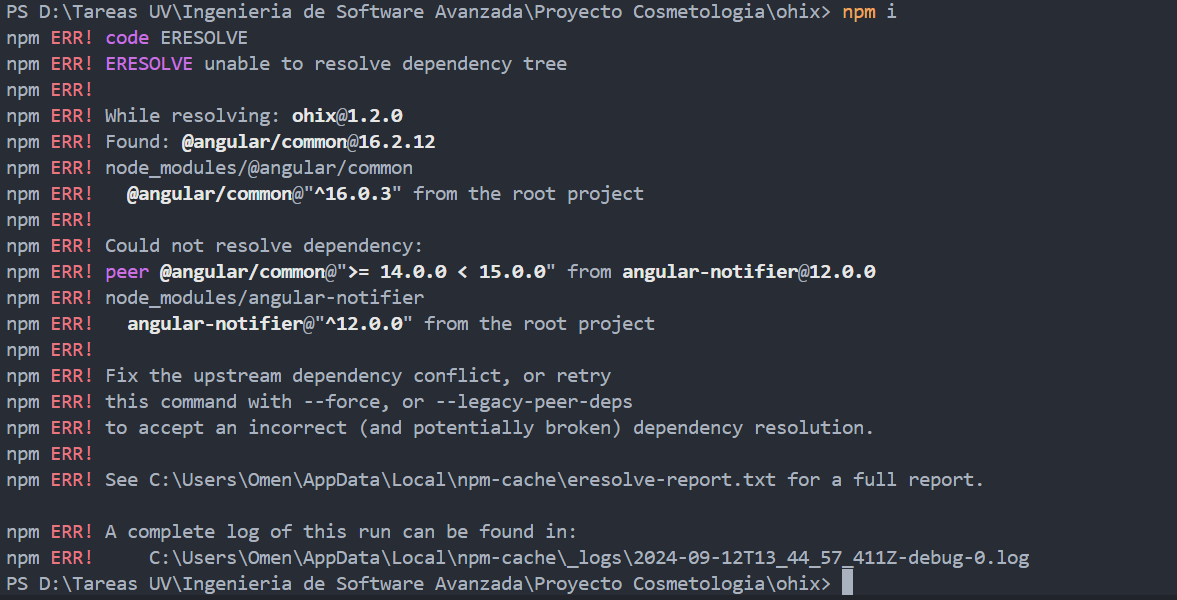 PS D:\Tareas UV\Ingenieria de Software Avanzada\Proyecto Cosmetologia\ohix> npm i
npm ERR! code ERESOLVE
npm ERR! ERESOLVE unable to resolve dependency tree
npm ERR!
npm ERR! While resolving: ohix@1.2.0
npm ERR! Found: @angular/common@16.2.12
npm ERR! node_modules/@angular/common
npm ERR!   @angular/common@"^16.0.3" from the root project
npm ERR!
npm ERR! Could not resolve dependency:
npm ERR! peer @angular/common@">= 14.0.0 < 15.0.0" from angular-notifier@12.0.0
npm ERR! node_modules/angular-notifier
npm ERR!   angular-notifier@"^12.0.0" from the root project
npm ERR!
npm ERR! Fix the upstream dependency conflict, or retry
npm ERR! this command with --force, or --legacy-peer-deps
npm ERR! to accept an incorrect (and potentially broken) dependency resolution.
npm ERR!
npm ERR! See C:\Users\Omen\AppData\Local\npm-cache\eresolve-report.txt for a full report.

npm ERR! A complete log of this run can be found in:
npm ERR!     C:\Users\Omen\AppData\Local\npm-cache\_logs\2024-09-12T13_44_57_411Z-debug-0.log
PS D:\Tareas UV\Ingenieria de Software Avanzada\Proyecto Cosmetologia\ohix>